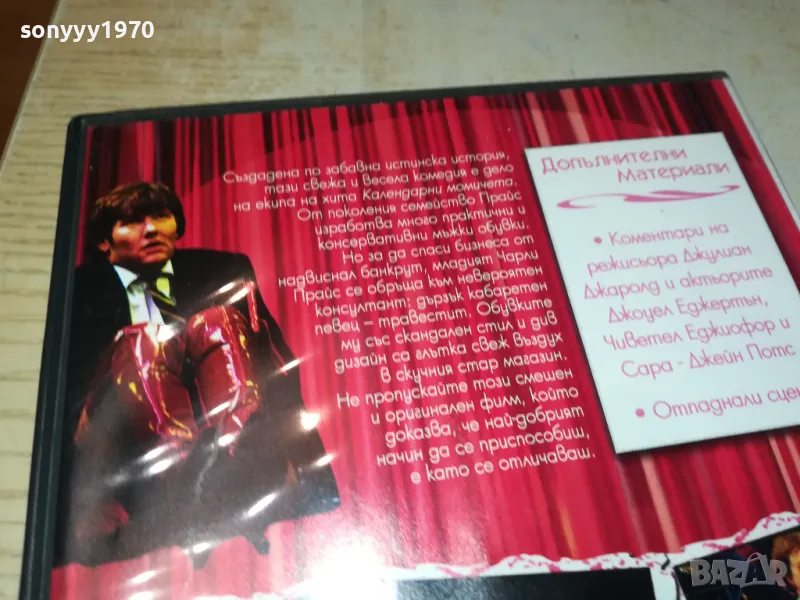 sonyyy1970
Създадена по забавна истинска история,
тази свежа и весела комедия е дело
на екипа на хита Календарни момичета.
От поколения семейство Прайс
изработва много практични и
консервативни мъжки обувки.
Но за да спаси бизнеса от
надвиснал банкрут, младият Чарли
Прайс се обръща към невероятен
консултант: дързък кабаретен
певец – травестит. Обувките
му със скандален стил и див
дизайн са глътка свеж въздух
в скучния стар магазин.
Не пропускайте този смешен
и оригинален филм, който
доказва, че най-добрият
начин да се приспособиш,
е като се отличаваш.
Допълнителни
материали
• Коментари на
режисьора Джулиан
Джаролд и актьорите
Джоуел Еджертън,
Чиветел Еджиофор и
Сара - Джейн Потс
• Отпаднали сцен
BAZAR